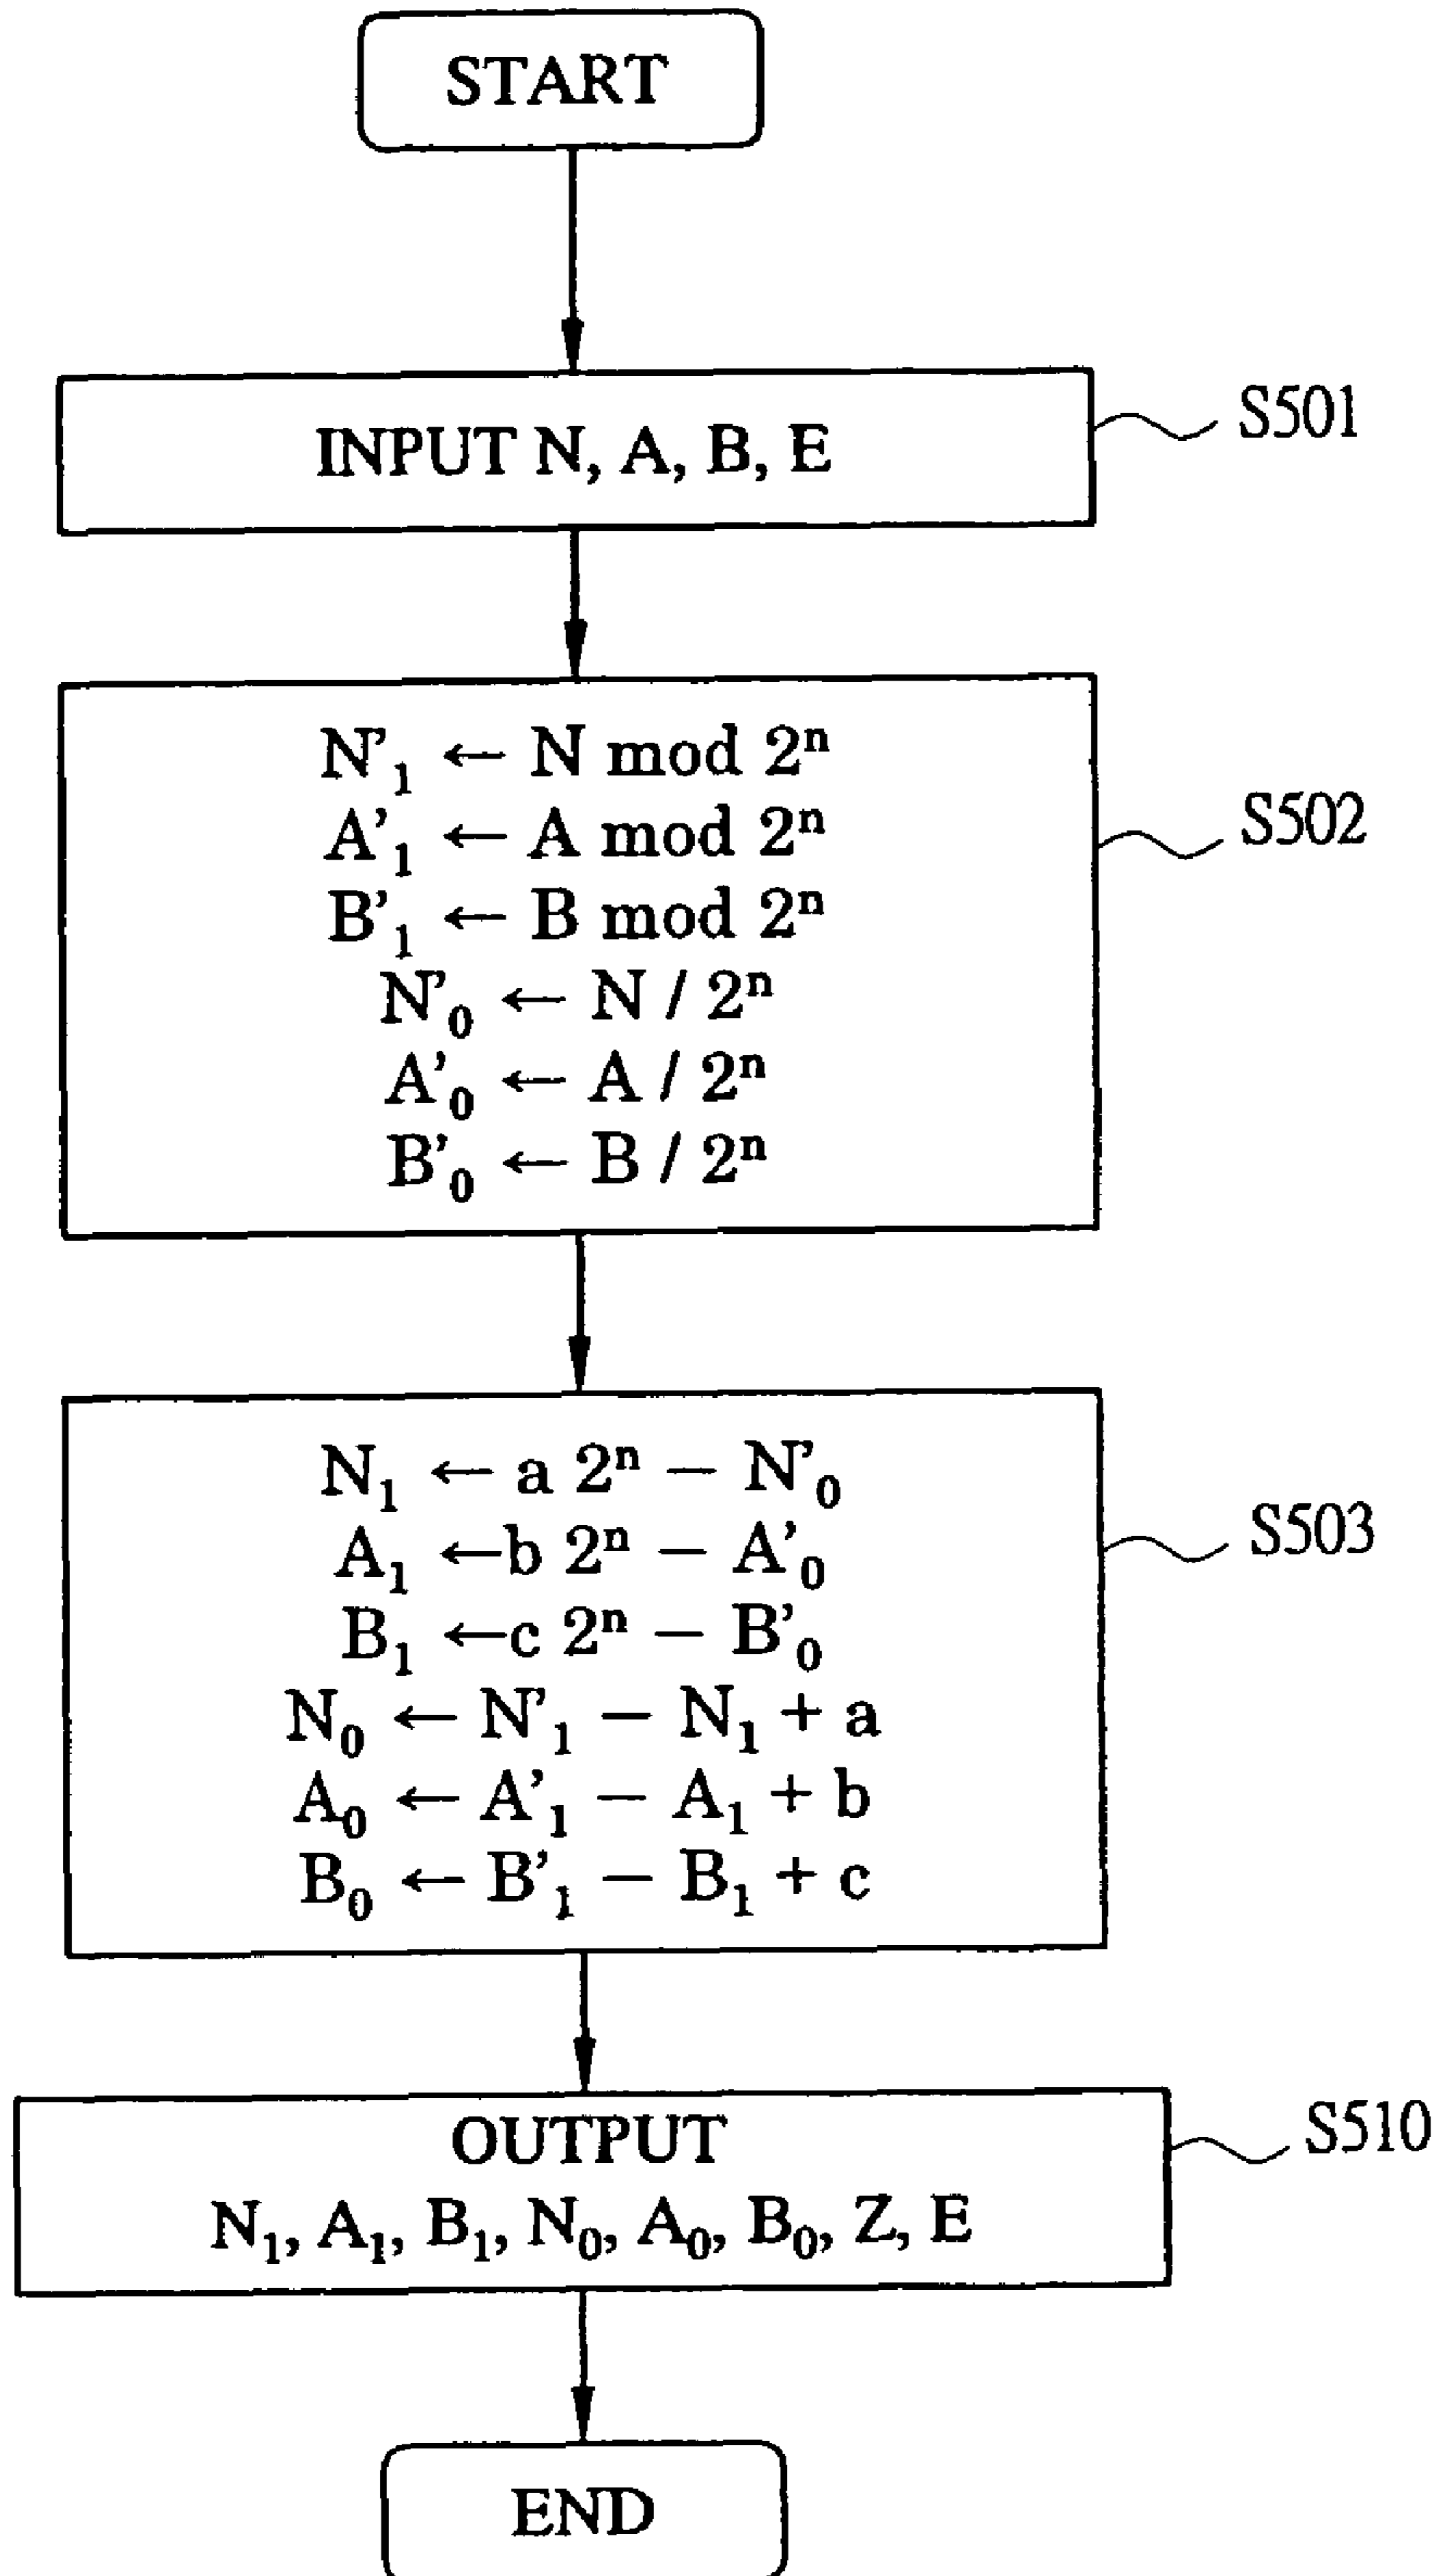 START
INPUT N, A, B, E
S501
N'₁ ← N mod 2ⁿ
A'₁ ← A mod 2ⁿ
B'₁ ← B mod 2ⁿ
N'₀ ← N / 2ⁿ
A'₀ ← A / 2ⁿ
B'₀ ← B / 2ⁿ
S502
N₁ ← a 2ⁿ − N'₀
A₁ ← b 2ⁿ − A'₀
B₁ ← c 2ⁿ − B'₀
N₀ ← N'₁ − N₁ + a
A₀ ← A'₁ − A₁ + b
B₀ ← B'₁ − B₁ + c
S503
OUTPUT
N₁, A₁, B₁, N₀, A₀, B₀, Z, E
S510
END